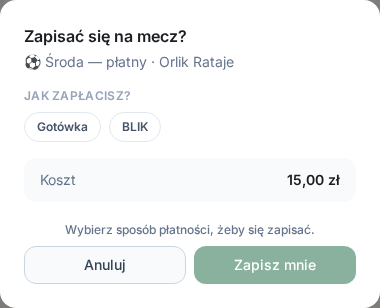 Zapisać się na mecz?
⚽ Środa — płatny · Orlik Rataje
JAK ZAPŁACISZ?
Gotówka BLIK
Koszt 15,00 zł
Wybierz sposób płatności, żeby się zapisać.
Anuluj Zapisz mnie